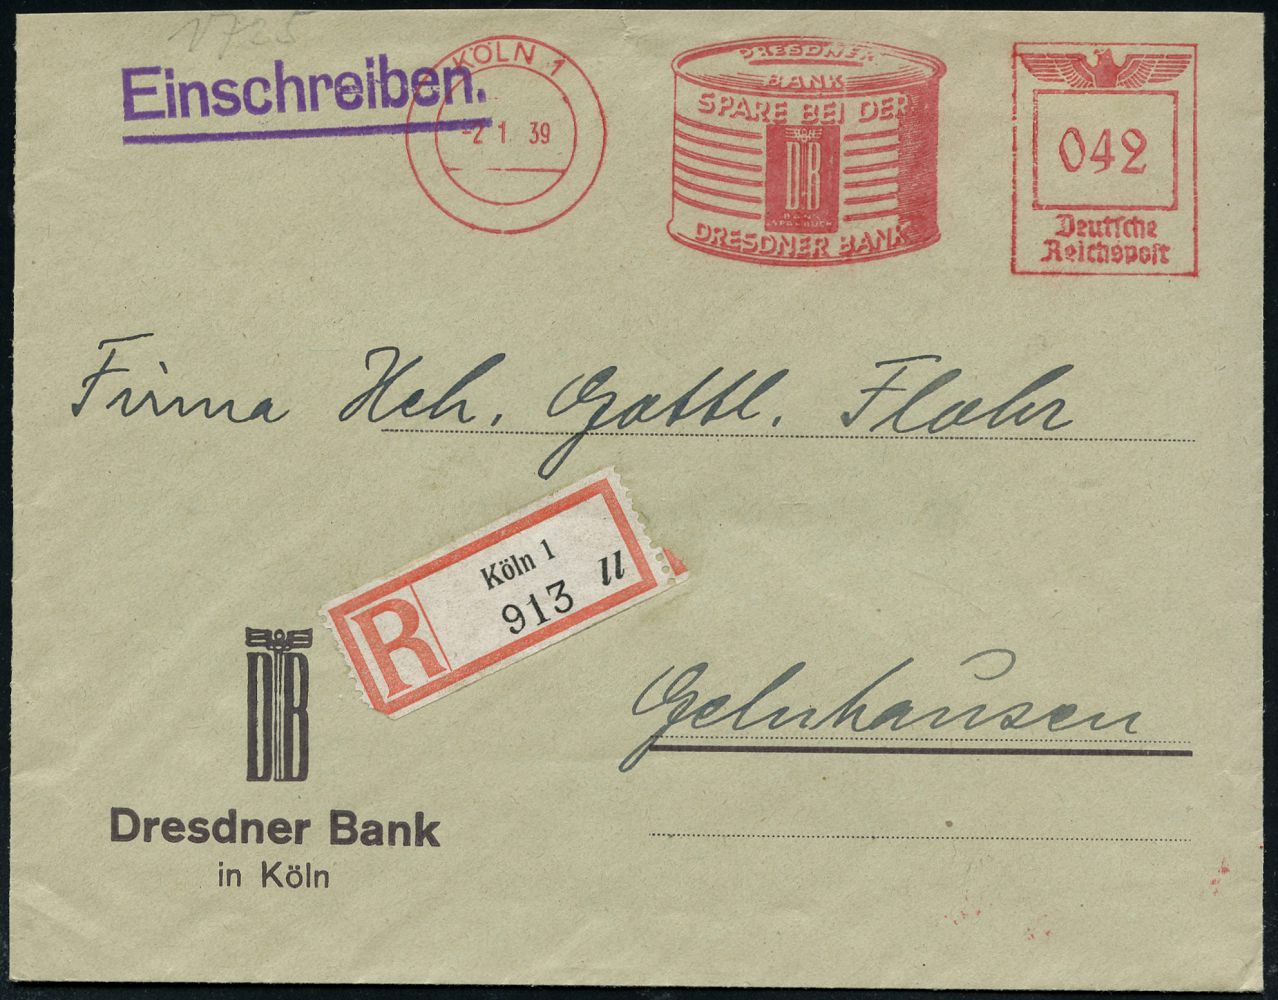 1725
Einschreiben.
KÖLN 1
-2 1 39
DRESDNER
BANK
SPARE BEI DER
DB
DRESDNER BANK
042
Deutsche
Reichspost
Firma Hch. Gottl. Flohr
Köln 1
R
913 ll
Gelnhausen
DB
Dresdner Bank
in Köln